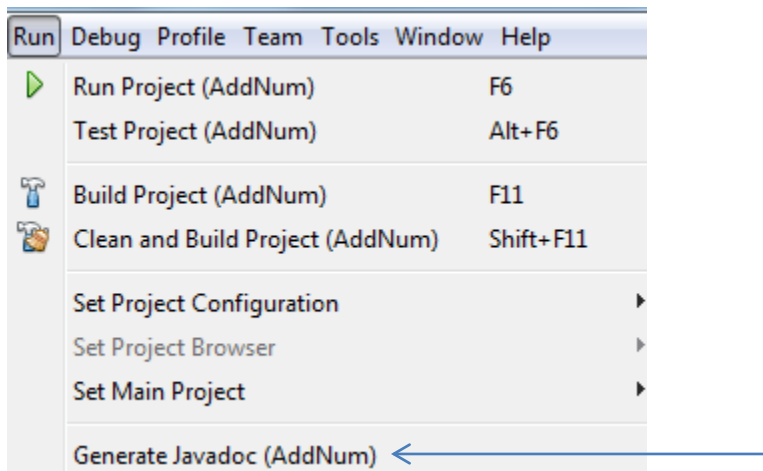 Run Debug Profile Team Tools Window Help
Run Project (AddNum) F6
Test Project (AddNum) Alt+F6
Build Project (AddNum) F11
Clean and Build Project (AddNum) Shift+F11
Set Project Configuration
Set Project Browser
Set Main Project
Generate Javadoc (AddNum)